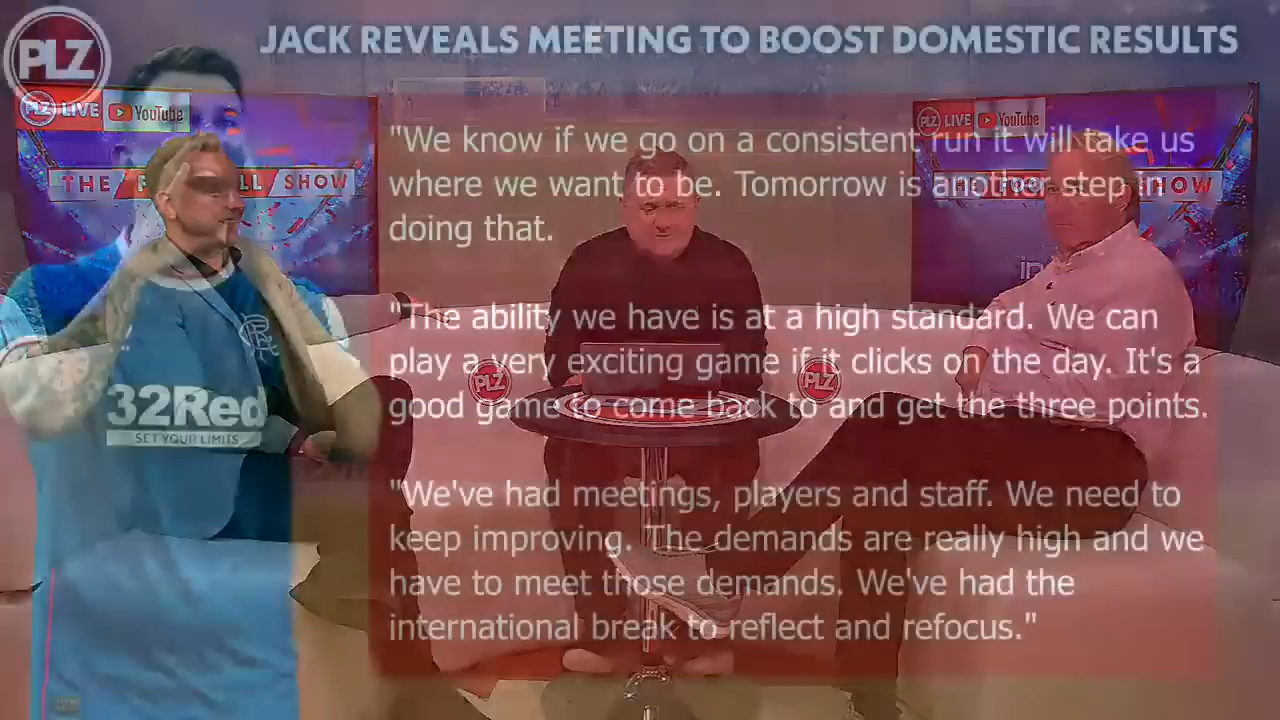 PLZ
JACK REVEALS MEETING TO BOOST DOMESTIC RESULTS
PLZ LIVE YouTube
PLZ LIVE YouTube
THE FOOTBALL SHOW
THE FOO SHOW
"We know if we go on a consistent run it will take us
where we want to be. Tomorrow is another step in
doing that.
"The ability we have is at a high standard. We can
play a very exciting game if it clicks on the day. It's a
good game to come back to and get the three points.
PLZ
PLZ
32Red
SET YOUR LIMITS
"We've had meetings, players and staff. We need to
keep improving. The demands are really high and we
have to meet those demands. We've had the
international break to reflect and refocus."